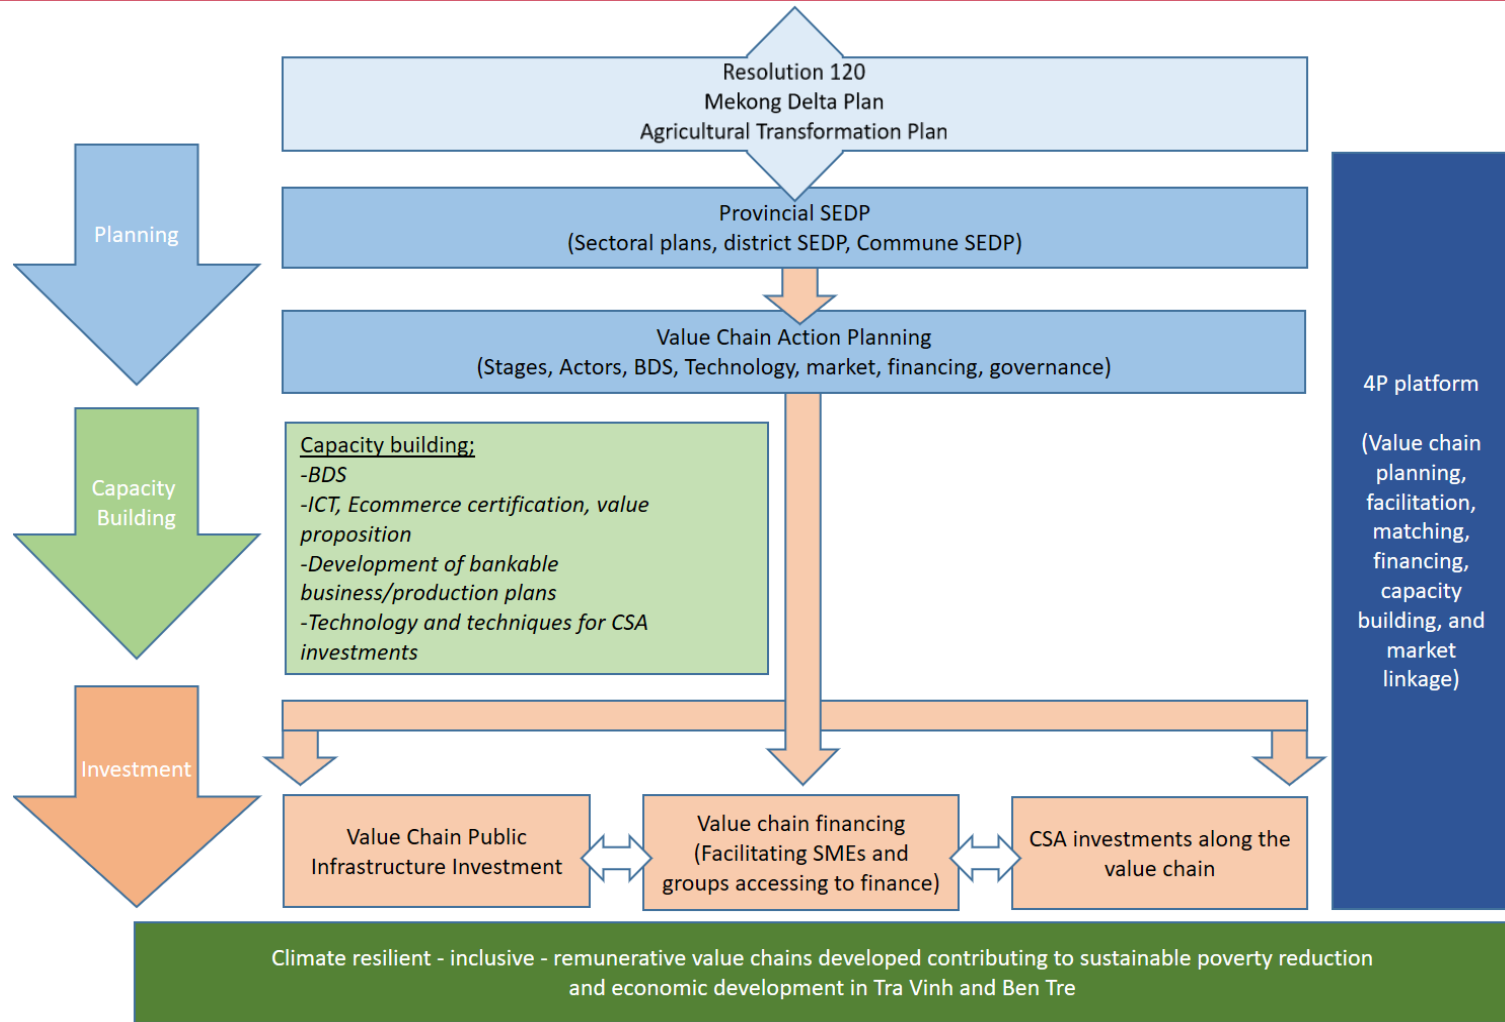 Resolution 120
Mekong Delta Plan
Agricultural Transformation Plan
Planning
Provincial SEDP
(Sectoral plans, district SEDP, Commune SEDP)
Value Chain Action Planning
(Stages, Actors, BDS, Technology, market, financing, governance)
Capacity
Building
Capacity building;
-BDS
-ICT, Ecommerce certification, value
proposition
-Development of bankable
business/production plans
-Technology and techniques for CSA
investments
4P platform
(Value chain
planning,
facilitation,
matching,
financing,
capacity
building, and
market
linkage)
Investment
Value Chain Public
Infrastructure Investment
Value chain financing
(Facilitating SMEs and
groups accessing to finance)
CSA investments along the
value chain
Climate resilient - inclusive - remunerative value chains developed contributing to sustainable poverty reduction
and economic development in Tra Vinh and Ben Tre